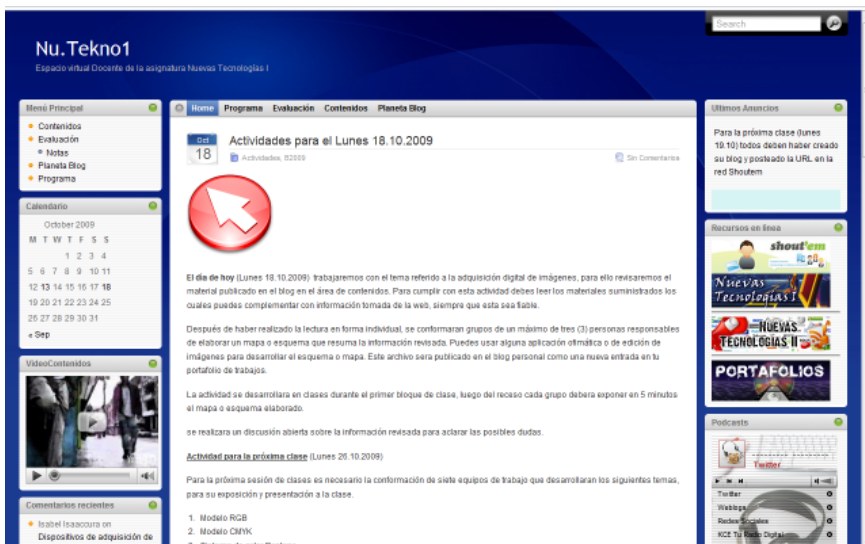 Search
Nu.Tekno1
Espacio virtual Docente de la asignatura Nuevas Tecnologías I
Menú Principal
Contenidos
Evaluación
Notas
Planeta Blog
Programa
Calendario
October 2009
M T W T F S S
1 2 3 4
5 6 7 8 9 10 11
12 13 14 15 16 17 18
19 20 21 22 23 24 25
26 27 28 29 30 31
« Sep
VideoContenidos
Comentarios recientes
Isabel Isaaccura on
Dispositivos de adquisición de
Home Programa Evaluación Contenidos Planeta Blog
Oct
18
Actividades para el Lunes 18.10.2009
Actividades, B2009
Sin Comentarios
El día de hoy (Lunes 18.10.2009) trabajaremos con el tema referido a la adquisición digital de imágenes, para ello revisaremos el
material publicado en el blog en el área de contenidos. Para cumplir con esta actividad debes leer los materiales suministrados los
cuales puedes complementar con información tomada de la web, siempre que esta sea fiable.
Después de haber realizado la lectura en forma individual, se conformaran grupos de un máximo de tres (3) personas responsables
de elaborar un mapa o esquema que resuma la información revisada. Puedes usar alguna aplicación ofimática o de edición de
imágenes para desarrollar el esquema o mapa. Este archivo sera publicado en el blog personal como una nueva entrada en tu
portafolio de trabajos.
La actividad se desarrollara en clases durante el primer bloque de clase, luego del receso cada grupo debera exponer en 5 minutos
el mapa o esquema elaborado.
se realizara un discusión abierta sobre la información revisada para aclarar las posibles dudas.
Actividad para la próxima clase (Lunes 26.10.2009)
Para la próxima sesión de clases es necesario la conformación de siete equipos de trabajo que desarrollaran los siguientes temas,
para su exposición y presentación a la clase.
1. Modelo RGB
2. Modelo CMYK
Ultimos Anuncios
Para la próxima clase (lunes
19.10) todos deben haber creado
su blog y posteado la URL en la
red Shoutem
Recursos en linea
shout'em
Nuevas
Tecnologías I
NUEVAS
TECNOLOGÍAS II
PORTAFOLIOS
Podcasts
Twitter
Twitter
Weblogs
Redes Sociales
KCE Tu Radio Digital